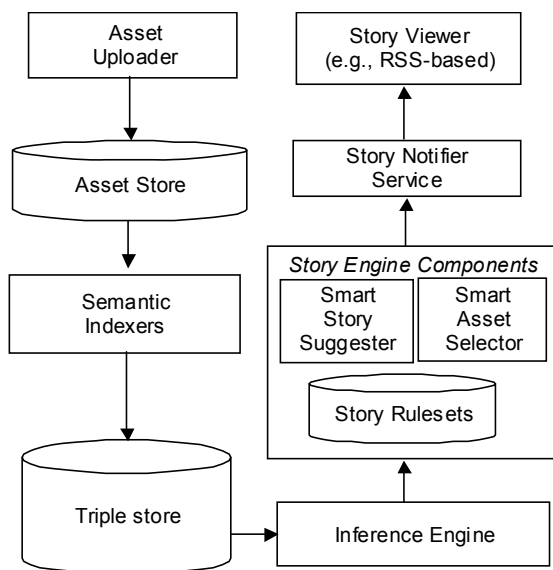 Asset
Uploader
Asset Store
Semantic
Indexers
Triple store
Story Viewer
(e.g., RSS-based)
Story Notifier
Service
Story Engine Components
Smart
Story
Suggester
Smart
Asset
Selector
Story Rulesets
Inference Engine